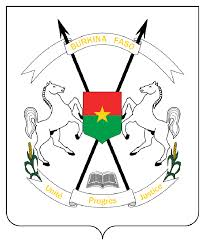 BURKINA FASO
Unité Progrès Justice